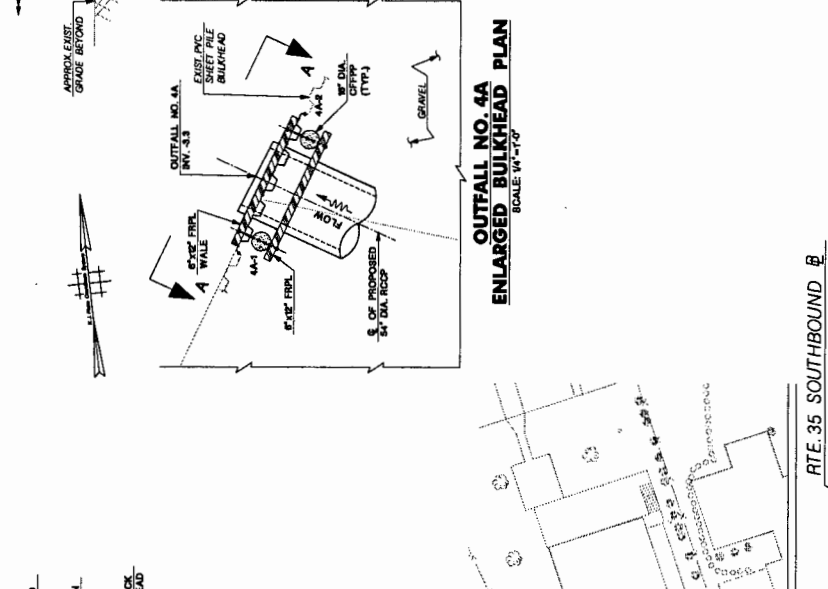 APPROX. EXIST.
GRADE BEYOND
EXIST. PVC
SHEET PILE
BULKHEAD
OUTFALL NO. 4A
INV. -3.3
A
4A-2
18" DIA.
CFFPP
(TYP.)
GRAVEL
6"x12" FRPL
WALE
4A-1
FLOW
A
6"x12" FRPL
℄ OF PROPOSED
54" DIA. RCCP
OUTFALL NO. 4A
ENLARGED BULKHEAD PLAN
SCALE: 1/4"=1'-0"
RTE. 35 SOUTHBOUND ℄